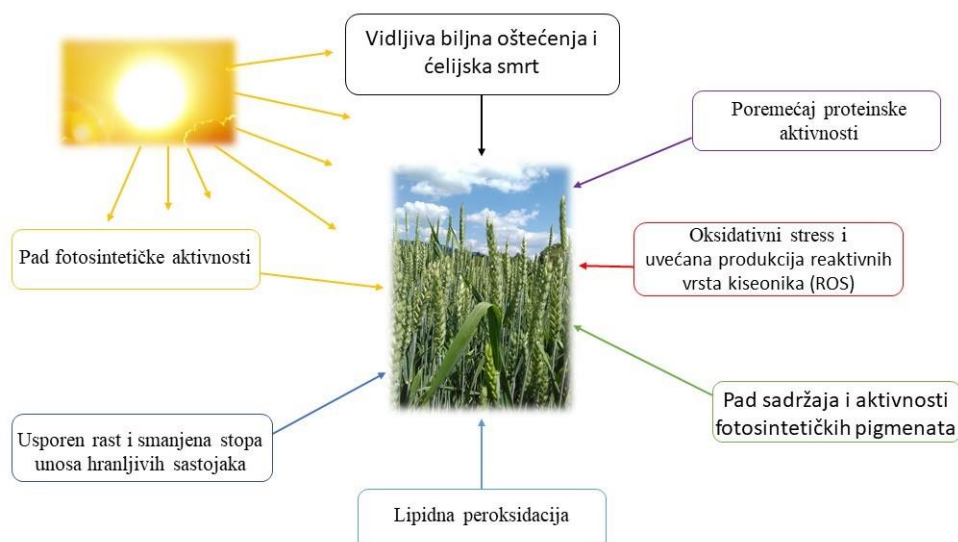 Vidljiva biljna oštećenja i
ćelijska smrt
Poremećaj proteinske
aktivnosti
Pad fotosintetičke aktivnosti
Oksidativni stress i
uvećana produkcija reaktivnih
vrsta kiseonika (ROS)
Usporen rast i smanjena stopa
unosa hranljivih sastojaka
Pad sadržaja i aktivnosti
fotosintetičkih pigmenata
Lipidna peroksidacija